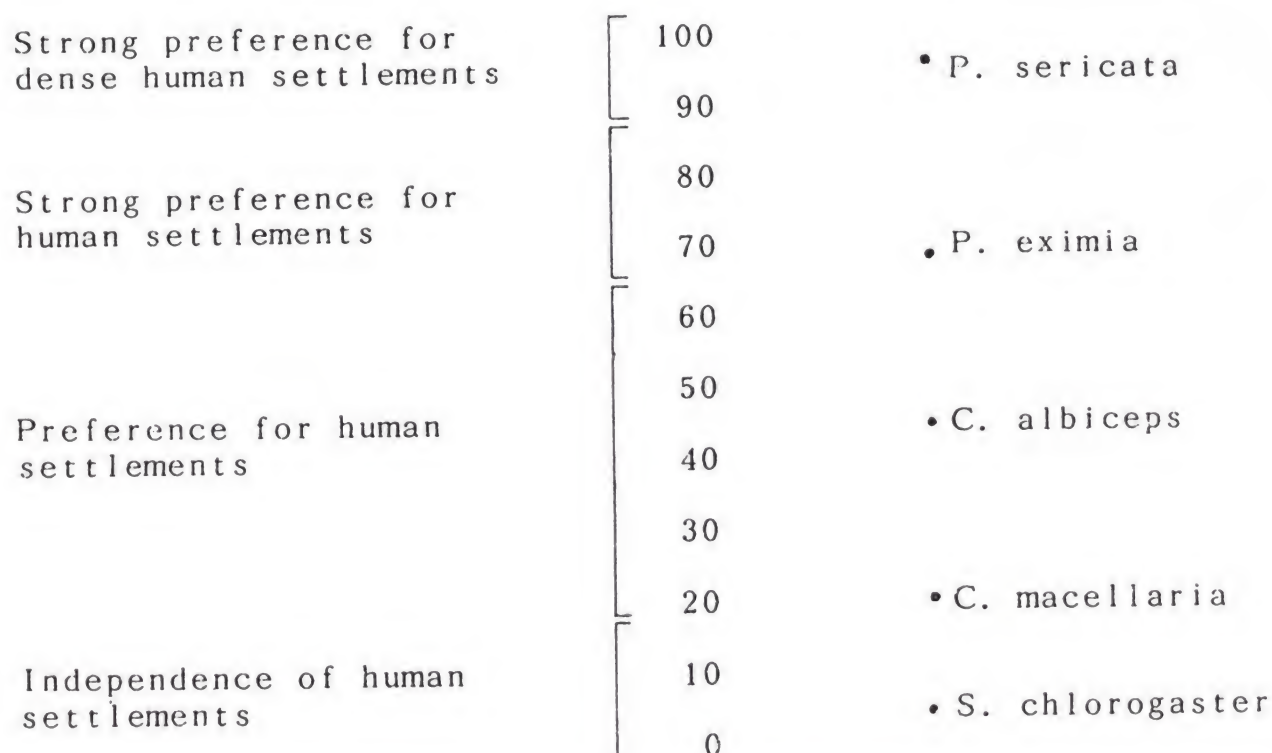 Strong preference for
dense human settlements
100
90
P. sericata
Strong preference for
human settlements
80
70
P. eximia
Preference for human
settlements
60
50
40
30
20
C. albiceps
C. macellaria
Independence of human
settlements
10
0
S. chlorogaster